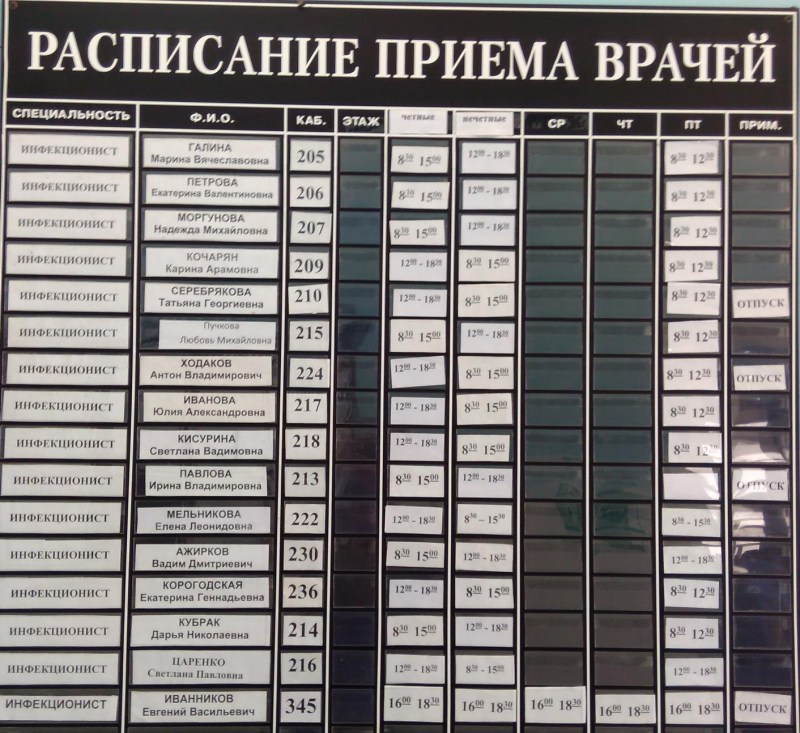 РАСПИСАНИЕ ПРИЕМА ВРАЧЕЙ
СПЕЦИАЛЬНОСТЬ Ф.И.О. КАБ. ЭТАЖ четные нечетные СР ЧТ ПТ ПРИМ.
ИНФЕКЦИОНИСТ ГАЛИНА Марина Вячеславовна 205 8³⁰ 15⁰⁰ 12⁰⁰ - 18³⁰ 8³⁰ 12³⁰
ИНФЕКЦИОНИСТ ПЕТРОВА Екатерина Валентиновна 206 8³⁰ 15⁰⁰ 12⁰⁰ - 18³⁰ 8³⁰ 12³⁰
ИНФЕКЦИОНИСТ МОРГУНОВА Надежда Михайловна 207 8³⁰ 15⁰⁰ 12⁰⁰ - 18³⁰ 8³⁰ 12³⁰
ИНФЕКЦИОНИСТ КОЧАРЯН Карина Арамовна 209 12⁰⁰ - 18³⁰ 8³⁰ 15⁰⁰ 8³⁰ 12³⁰
ИНФЕКЦИОНИСТ СЕРЕБРЯКОВА Татьяна Георгиевна 210 12⁰⁰ - 18³⁰ 8³⁰ 15⁰⁰ 8³⁰ 12³⁰ ОТПУСК
ИНФЕКЦИОНИСТ Пучкова Любовь Михайловна 215 8³⁰ 15⁰⁰ 12⁰⁰ - 18³⁰ 8³⁰ 12³⁰
ИНФЕКЦИОНИСТ ХОДАКОВ Антон Владимирович 224 12⁰⁰ - 18³⁰ 8³⁰ 15⁰⁰ 8³⁰ 12³⁰ ОТПУСК
ИНФЕКЦИОНИСТ ИВАНОВА Юлия Александровна 217 12⁰⁰ - 18³⁰ 8³⁰ 15⁰⁰ 8³⁰ 12³⁰
ИНФЕКЦИОНИСТ КИСУРИНА Светлана Вадимовна 218 12⁰⁰ - 18³⁰ 8³⁰ 15⁰⁰ 8³⁰ 12³⁰
ИНФЕКЦИОНИСТ ПАВЛОВА Ирина Владимировна 213 8³⁰ 15⁰⁰ 12⁰⁰ - 18³⁰ ОТПУСК
ИНФЕКЦИОНИСТ МЕЛЬНИКОВА Елена Леонидовна 222 12⁰⁰ - 18³⁰ 8³⁰ – 15³⁰ 8³⁰ - 15³⁰
ИНФЕКЦИОНИСТ АЖИРКОВ Вадим Дмитриевич 230 8³⁰ 15⁰⁰ 12⁰⁰ - 18³⁰ 12⁰⁰ - 18³⁰
ИНФЕКЦИОНИСТ КОРОГОДСКАЯ Екатерина Геннадьевна 236 12⁰⁰ - 18³⁰ 8³⁰ 15⁰⁰ 8³⁰ 12³⁰
ИНФЕКЦИОНИСТ КУБРАК Дарья Николаевна 214 8³⁰ 15⁰⁰ 12⁰⁰ - 18³⁰ 8³⁰ 12³⁰
ИНФЕКЦИОНИСТ ЦАРЕНКО Светлана Павловна 216 12⁰⁰ - 18³⁰ 8³⁰ - 15⁰⁰ 12⁰⁰ - 18³⁰
ИНФЕКЦИОНИСТ ИВАННИКОВ Евгений Васильевич 345 16⁰⁰ 18³⁰ 16⁰⁰ 18³⁰ 16⁰⁰ 18³⁰ 16⁰⁰ 18³⁰ 16⁰⁰ 18³⁰ ОТПУСК